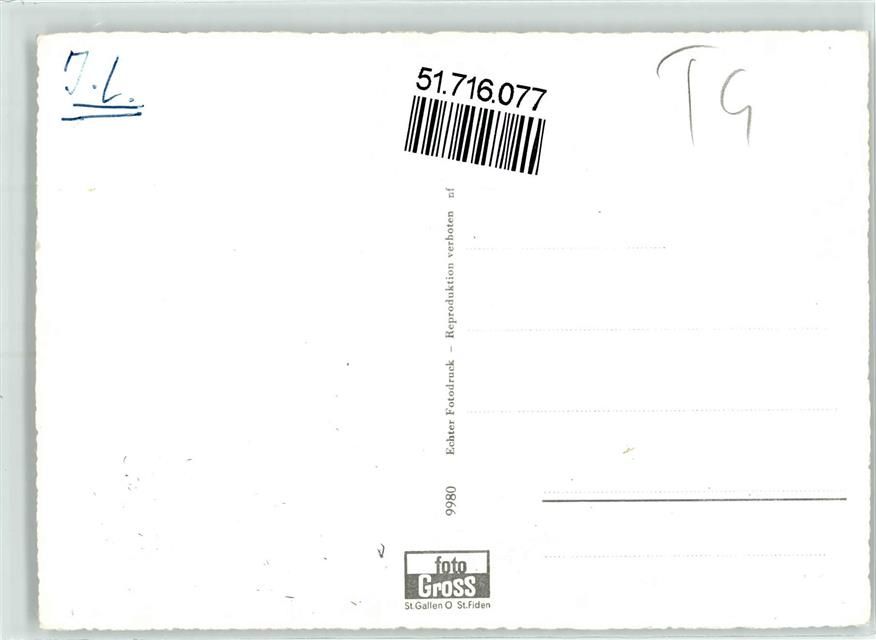 J.L.
51.716.077
TG
9980 Echter Fotodruck – Reproduktion verboten nf
foto
Gross
St.Gallen O St.Fiden